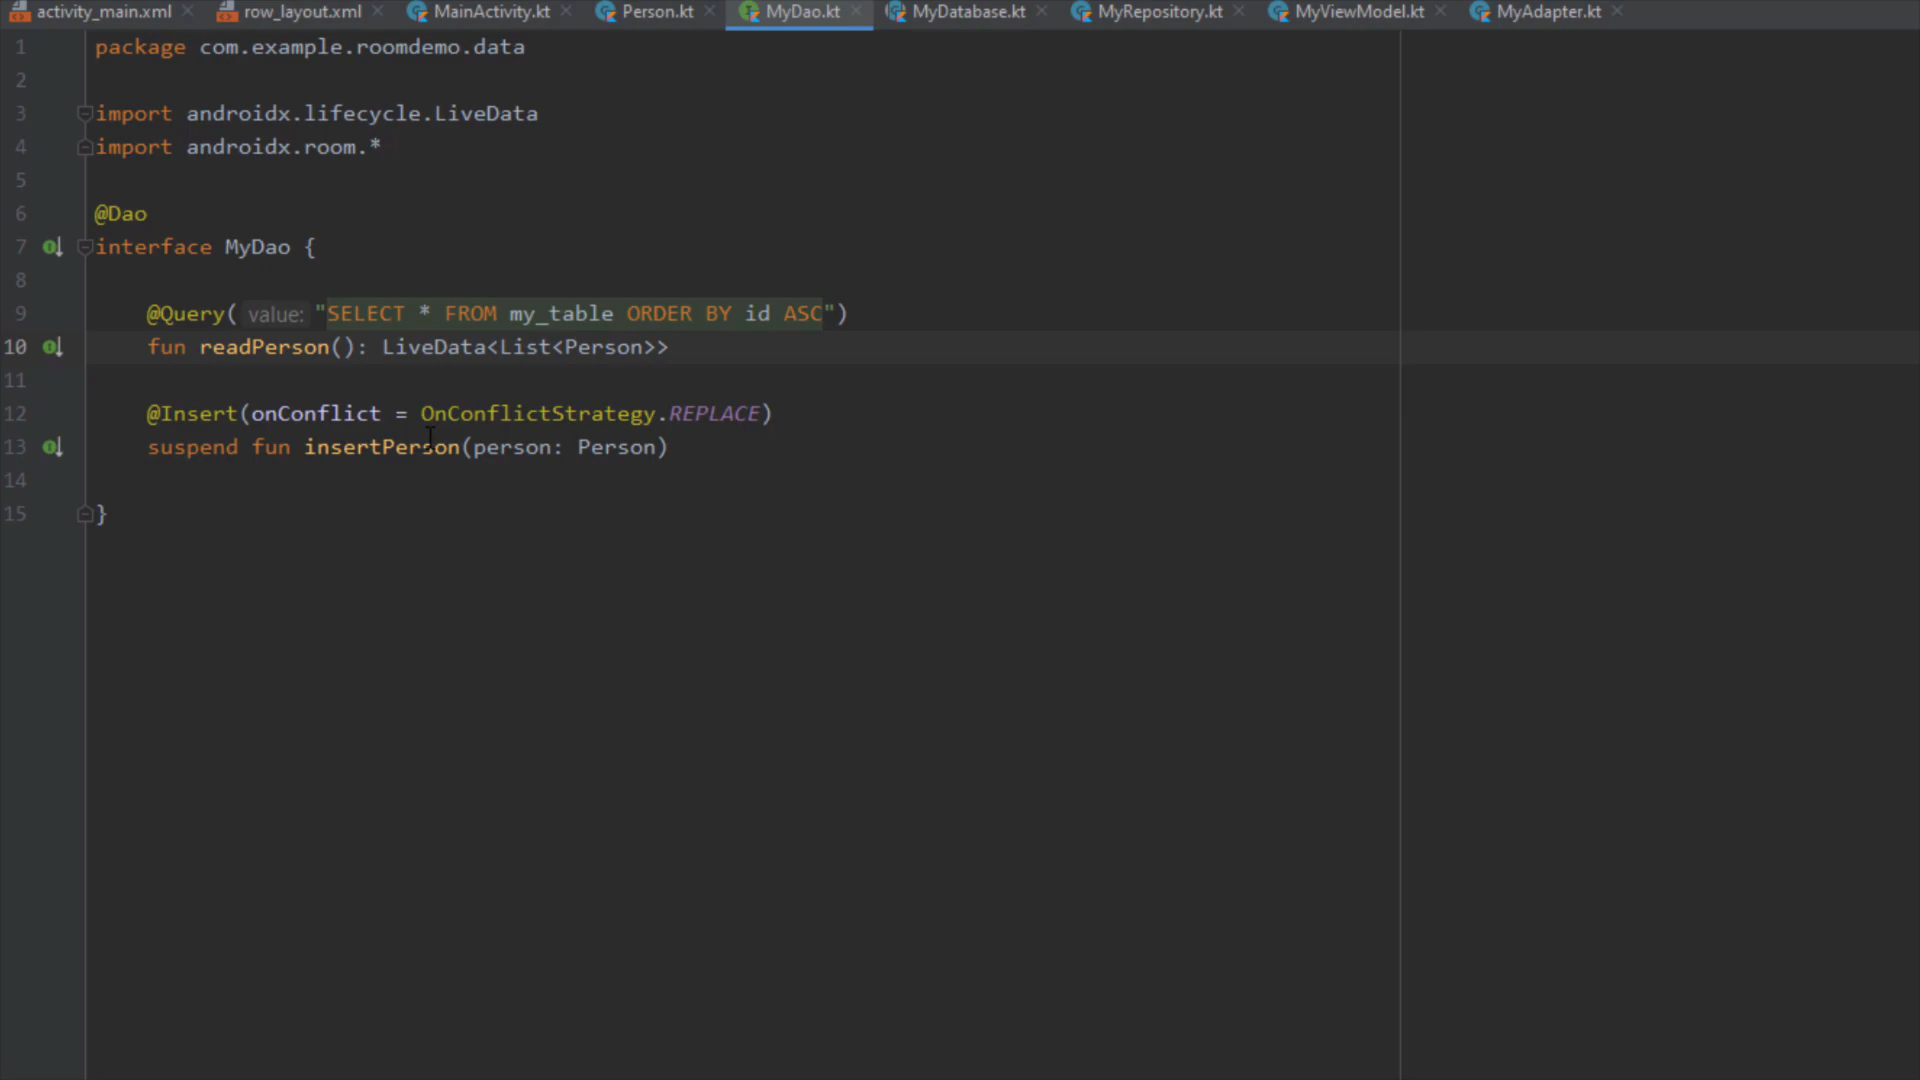 activity_main.xml row_layout.xml MainActivity.kt Person.kt MyDao.kt MyDatabase.kt MyRepository.kt MyViewModel.kt MyAdapter.kt
1 package com.example.roomdemo.data
2
3 import androidx.lifecycle.LiveData
4 import androidx.room.*
5
6 @Dao
7 interface MyDao {
8
9 @Query( value: "SELECT * FROM my_table ORDER BY id ASC")
10 fun readPerson(): LiveData<List<Person>>
11
12 @Insert(onConflict = OnConflictStrategy.REPLACE)
13 suspend fun insertPerson(person: Person)
14
15 }